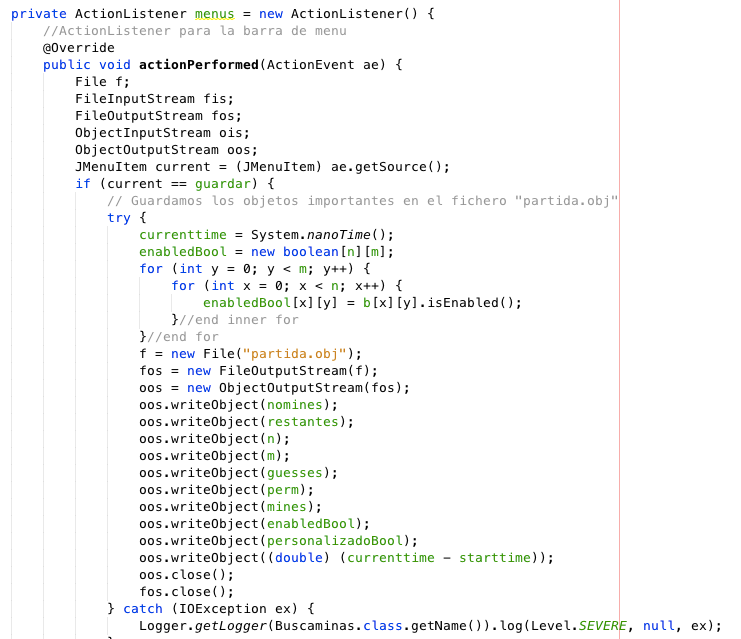 private ActionListener menus = new ActionListener() {
//ActionListener para la barra de menu
@Override
public void actionPerformed(ActionEvent ae) {
File f;
FileInputStream fis;
FileOutputStream fos;
ObjectInputStream ois;
ObjectOutputStream oos;
JMenuItem current = (JMenuItem) ae.getSource();
if (current == guardar) {
// Guardamos los objetos importantes en el fichero "partida.obj"
try {
currenttime = System.nanoTime();
enabledBool = new boolean[n][m];
for (int y = 0; y < m; y++) {
for (int x = 0; x < n; x++) {
enabledBool[x][y] = b[x][y].isEnabled();
}//end inner for
}//end for
f = new File("partida.obj");
fos = new FileOutputStream(f);
oos = new ObjectOutputStream(fos);
oos.writeObject(nomines);
oos.writeObject(restantes);
oos.writeObject(n);
oos.writeObject(m);
oos.writeObject(guesses);
oos.writeObject(perm);
oos.writeObject(mines);
oos.writeObject(enabledBool);
oos.writeObject(personalizadoBool);
oos.writeObject((double) (currenttime - starttime));
oos.close();
fos.close();
} catch (IOException ex) {
Logger.getLogger(Buscaminas.class.getName()).log(Level.SEVERE, null, ex);